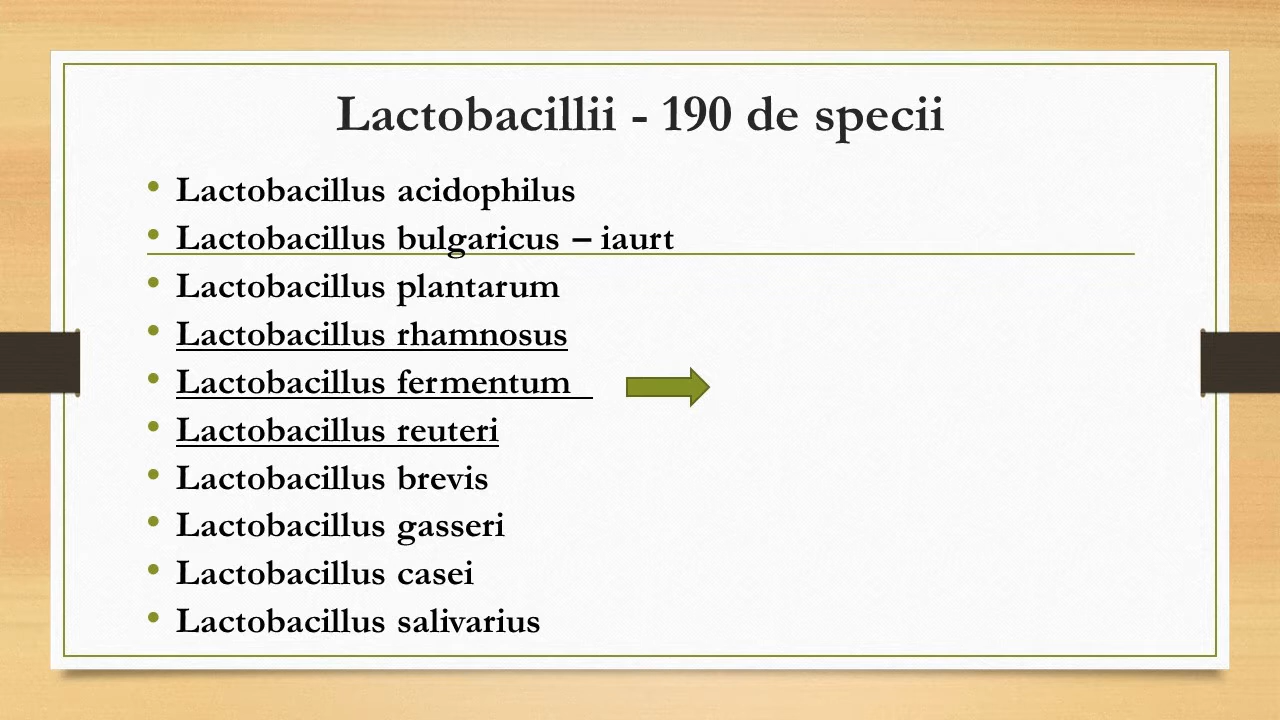 Lactobacillii - 190 de specii
• Lactobacillus acidophilus
• Lactobacillus bulgaricus – iaurt
• Lactobacillus plantarum
• Lactobacillus rhamnosus
• Lactobacillus fermentum
• Lactobacillus reuteri
• Lactobacillus brevis
• Lactobacillus gasseri
• Lactobacillus casei
• Lactobacillus salivarius